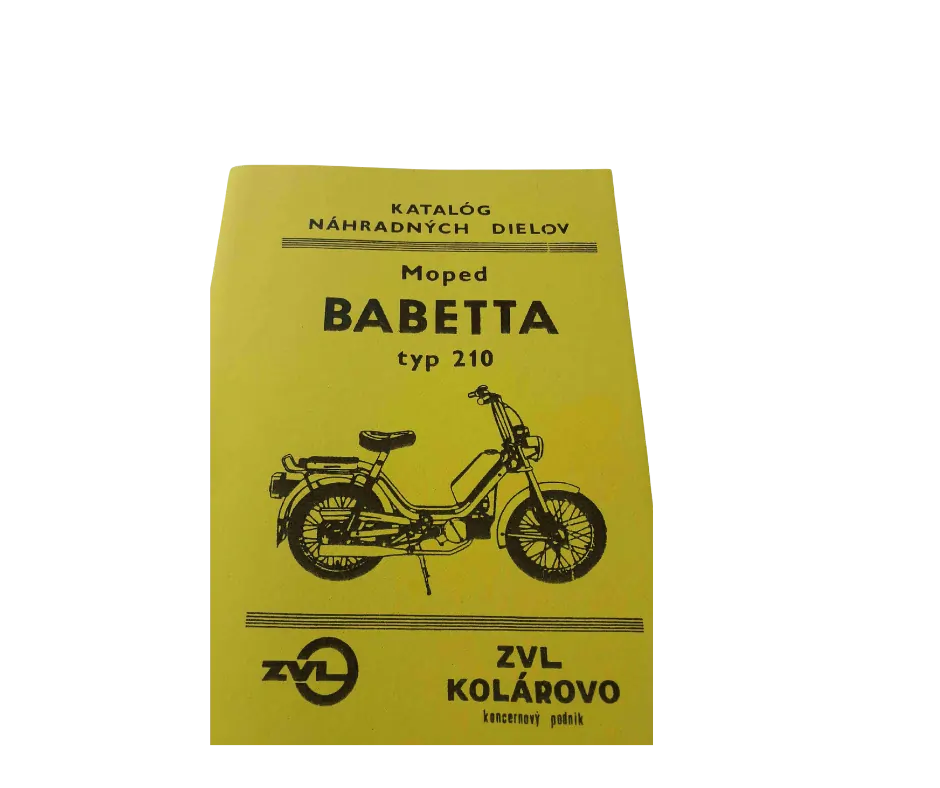 KATALÓG
NÁHRADNÝCH DIELOV
Moped
BABETTA
typ 210
ZVL
ZVL
KOLÁROVO
koncernový podnik